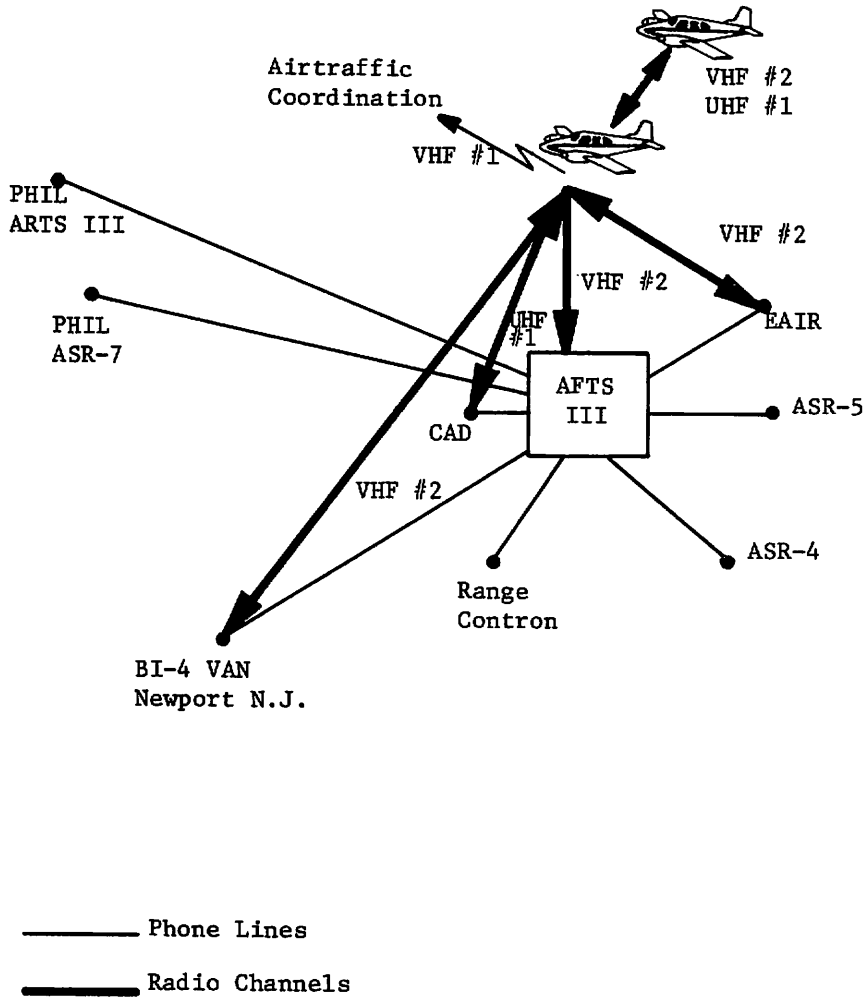 Airtraffic
Coordination
VHF #2
UHF #1
VHF #1
PHIL
ARTS III
VHF #2
VHF #2
PHIL
ASR-7
UHF
#1
EAIR
AFTS
III
ASR-5
CAD
VHF #2
ASR-4
Range
Contron
BI-4 VAN
Newport N.J.
Phone Lines
Radio Channels